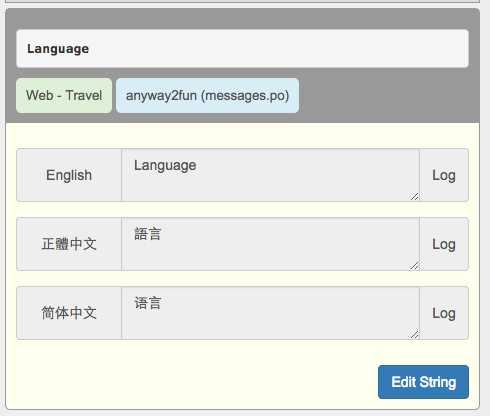 Language
Web - Travel
anyway2fun (messages.po)
English
Language
Log
正體中文
語言
Log
简体中文
语言
Log
Edit String